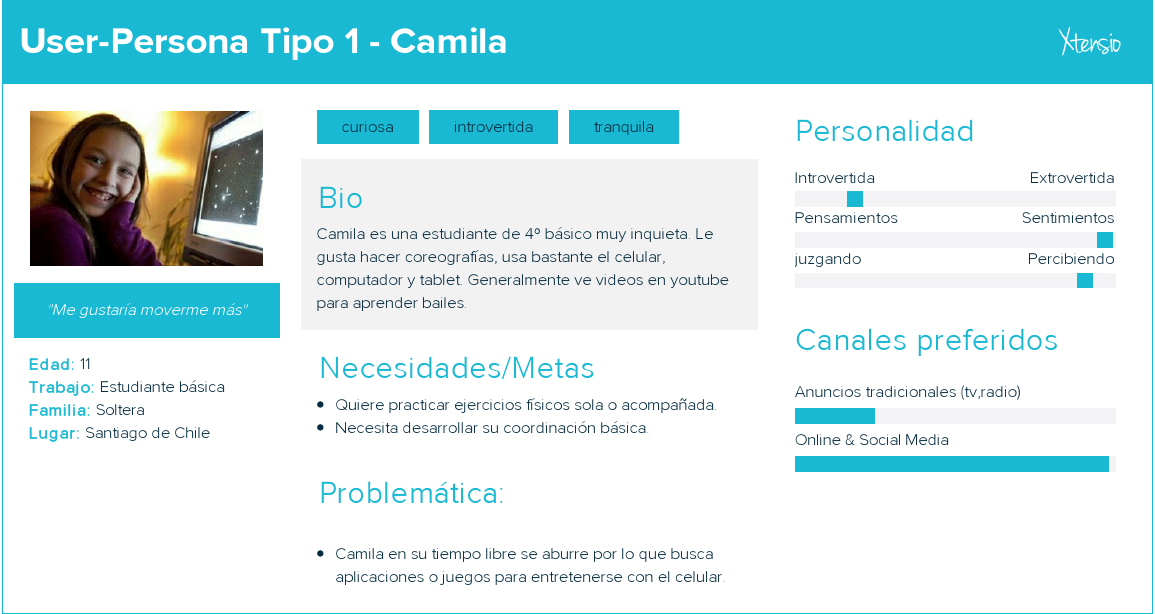 User-Persona Tipo 1 - Camila
Xtensio
"Me gustaría moverme más"
Edad: 11
Trabajo: Estudiante básica
Familia: Soltera
Lugar: Santiago de Chile
curiosa
introvertida
tranquila
Bio
Camila es una estudiante de 4º básico muy inquieta. Le
gusta hacer coreografías, usa bastante el celular,
computador y tablet. Generalmente ve videos en youtube
para aprender bailes.
Necesidades/Metas
• Quiere practicar ejercicios físicos sola o acompañada.
• Necesita desarrollar su coordinación básica.
Problemática:
• Camila en su tiempo libre se aburre por lo que busca
aplicaciones o juegos para entretenerse con el celular.
Personalidad
Introvertida Extrovertida
Pensamientos Sentimientos
juzgando Percibiendo
Canales preferidos
Anuncios tradicionales (tv,radio)
Online & Social Media